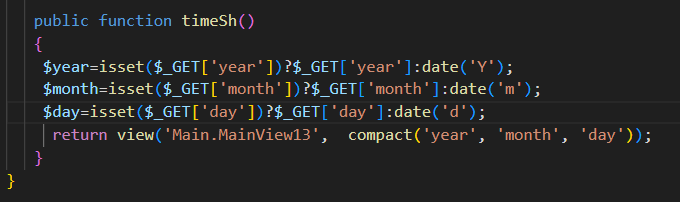 public function timeSh()
{
$year=isset($_GET['year'])?$_GET['year']:date('Y');
$month=isset($_GET['month'])?$_GET['month']:date('m');
$day=isset($_GET['day'])?$_GET['day']:date('d');
return view('Main.MainView13',  compact('year', 'month', 'day'));
}
}